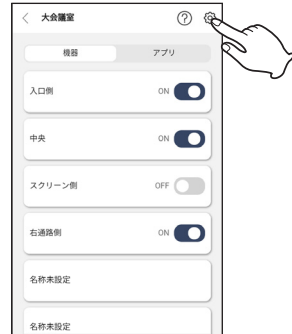 大会議室
機器 アプリ
入口側 ON
中央 ON
スクリーン側 OFF
右通路側 ON
名称未設定
名称未設定